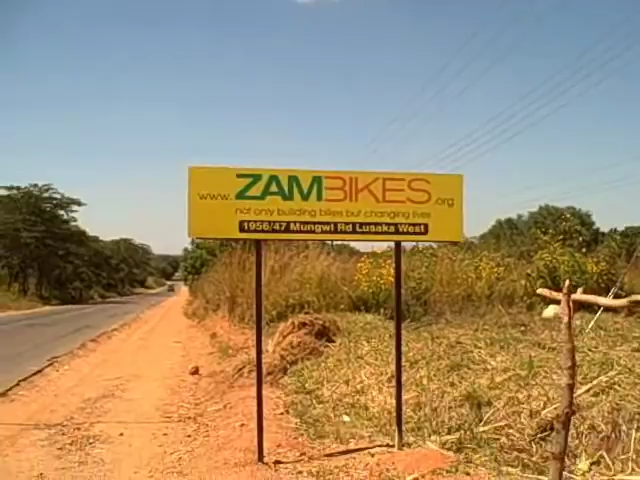 www.ZAMBIKES.org
not only building bikes but changing lives
1956/47 Mungwi Rd Lusaka West